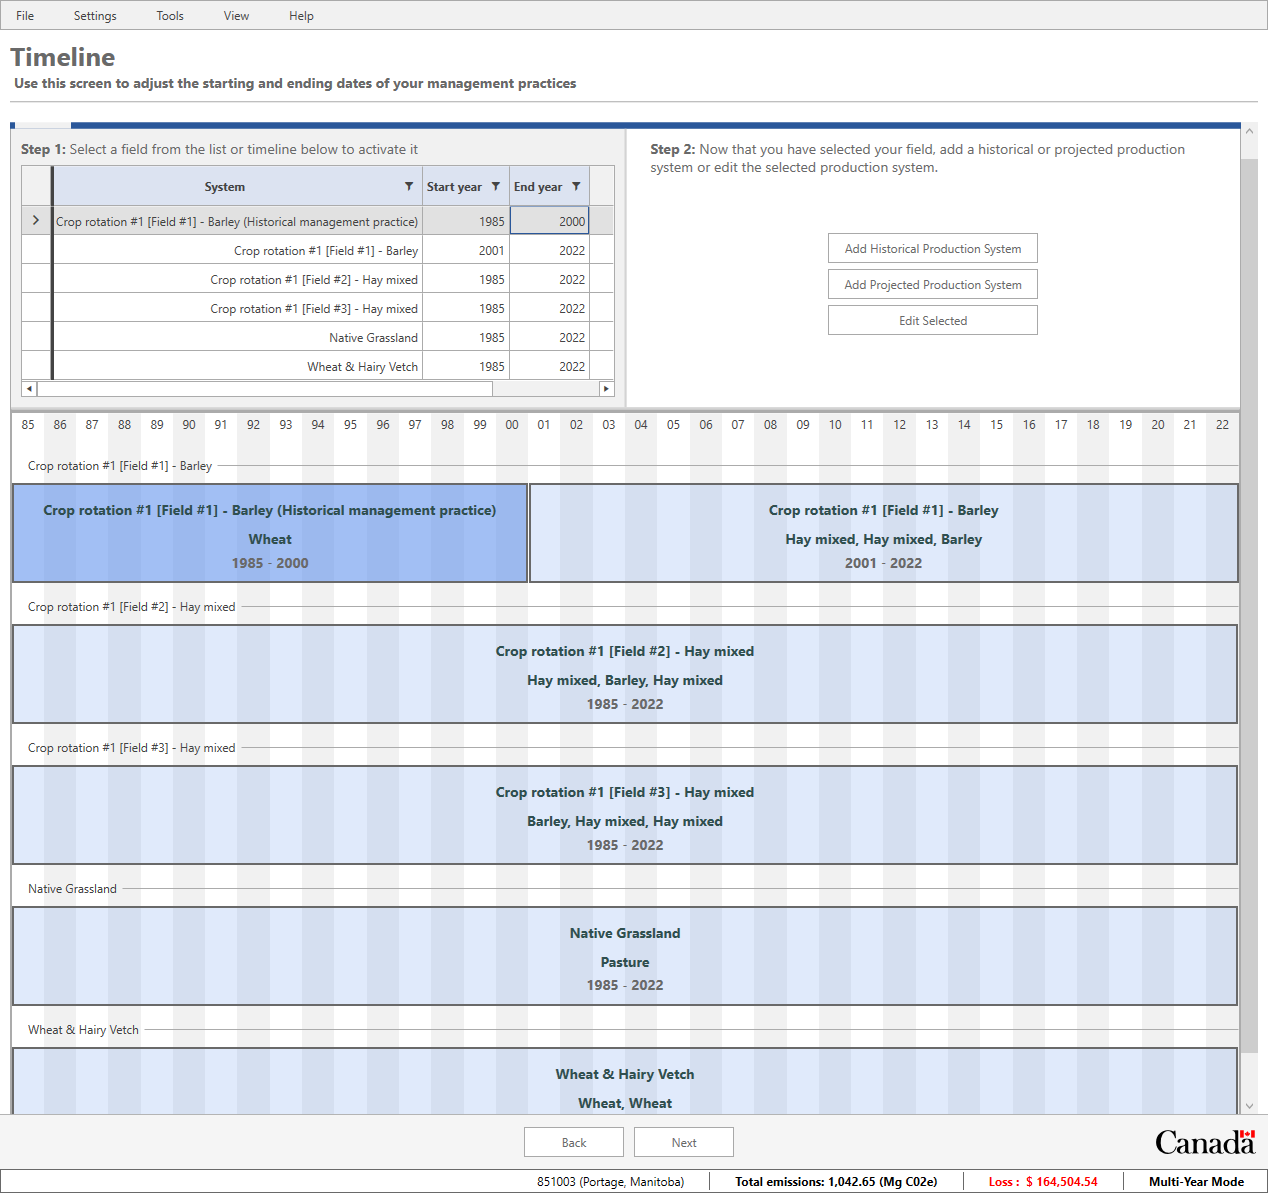 File Settings Tools View Help
Timeline
Use this screen to adjust the starting and ending dates of your management practices
Step 1: Select a field from the list or timeline below to activate it
System Start year End year
Crop rotation #1 [Field #1] - Barley (Historical management practice) 1985 2000
Crop rotation #1 [Field #1] - Barley 2001 2022
Crop rotation #1 [Field #2] - Hay mixed 1985 2022
Crop rotation #1 [Field #3] - Hay mixed 1985 2022
Native Grassland 1985 2022
Wheat & Hairy Vetch 1985 2022
Step 2: Now that you have selected your field, add a historical or projected production
system or edit the selected production system.
Add Historical Production System
Add Projected Production System
Edit Selected
85 86 87 88 89 90 91 92 93 94 95 96 97 98 99 00 01 02 03 04 05 06 07 08 09 10 11 12 13 14 15 16 17 18 19 20 21 22
Crop rotation #1 [Field #1] - Barley
Crop rotation #1 [Field #1] - Barley (Historical management practice)
Wheat
1985 - 2000
Crop rotation #1 [Field #1] - Barley
Hay mixed, Hay mixed, Barley
2001 - 2022
Crop rotation #1 [Field #2] - Hay mixed
Crop rotation #1 [Field #2] - Hay mixed
Hay mixed, Barley, Hay mixed
1985 - 2022
Crop rotation #1 [Field #3] - Hay mixed
Crop rotation #1 [Field #3] - Hay mixed
Barley, Hay mixed, Hay mixed
1985 - 2022
Native Grassland
Native Grassland
Pasture
1985 - 2022
Wheat & Hairy Vetch
Wheat & Hairy Vetch
Wheat, Wheat
Back Next
Canada
851003 (Portage, Manitoba) Total emissions: 1,042.65 (Mg C02e) Loss : $ 164,504.54 Multi-Year Mode